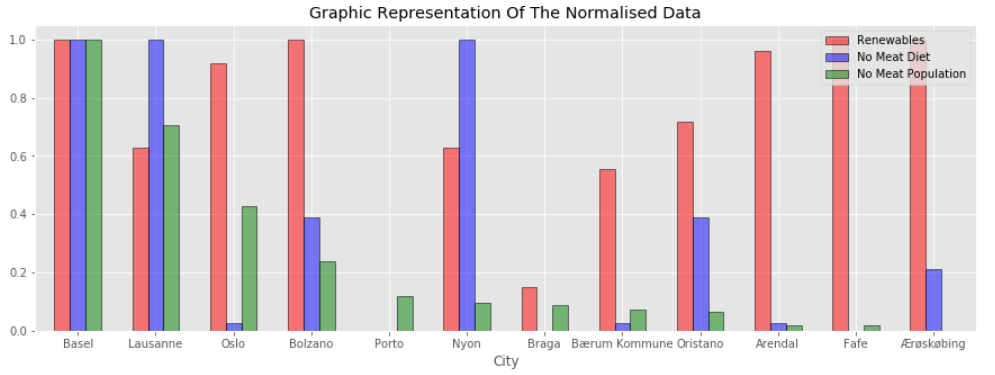 Graphic Representation Of The Normalised Data
1.0
0.8
0.6
0.4
0.2
0.0
Renewables
No Meat Diet
No Meat Population
Basel Lausanne Oslo Bolzano Porto Nyon Braga Bærum Kommune Oristano Arendal Fafe Ærøskøbing
City